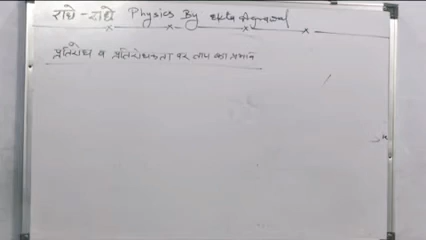 राधे-राधे Physics By Ekta Agrawal
प्रतिरोध व प्रतिरोधकता पर ताप का प्रभाव